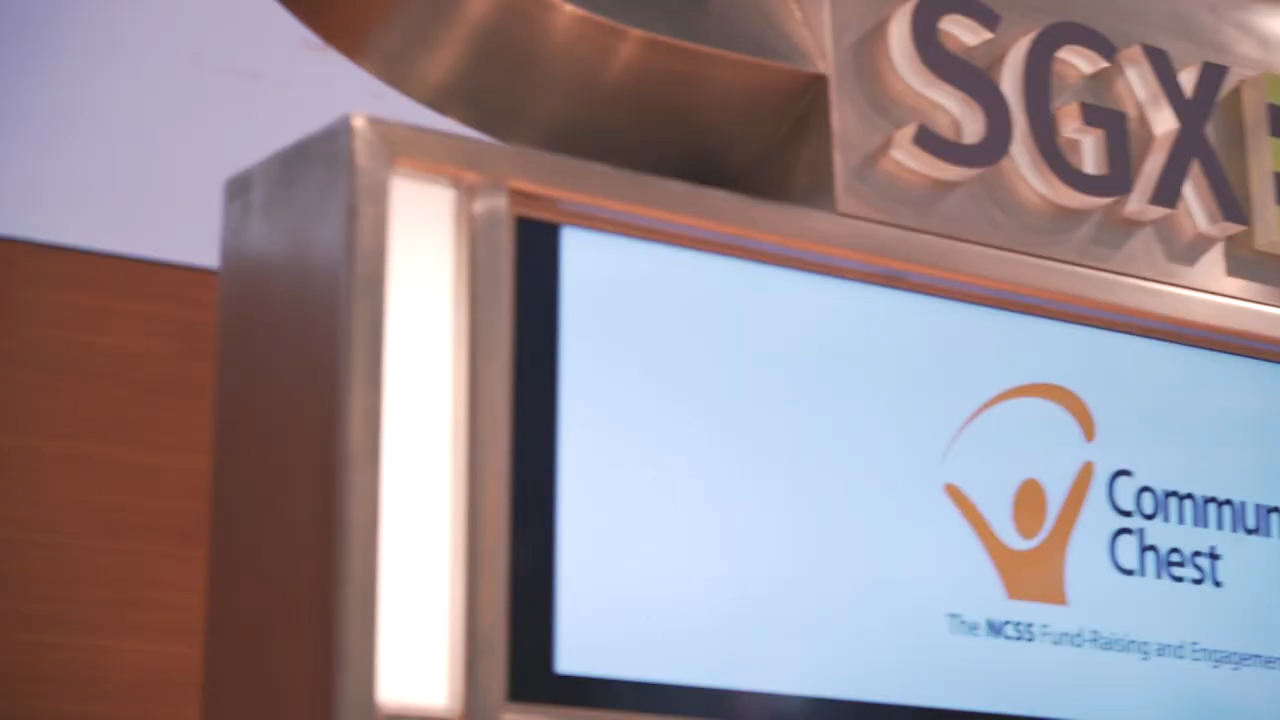 SGX
Commun
Chest
The NCSS Fund-Raising and Engagemen